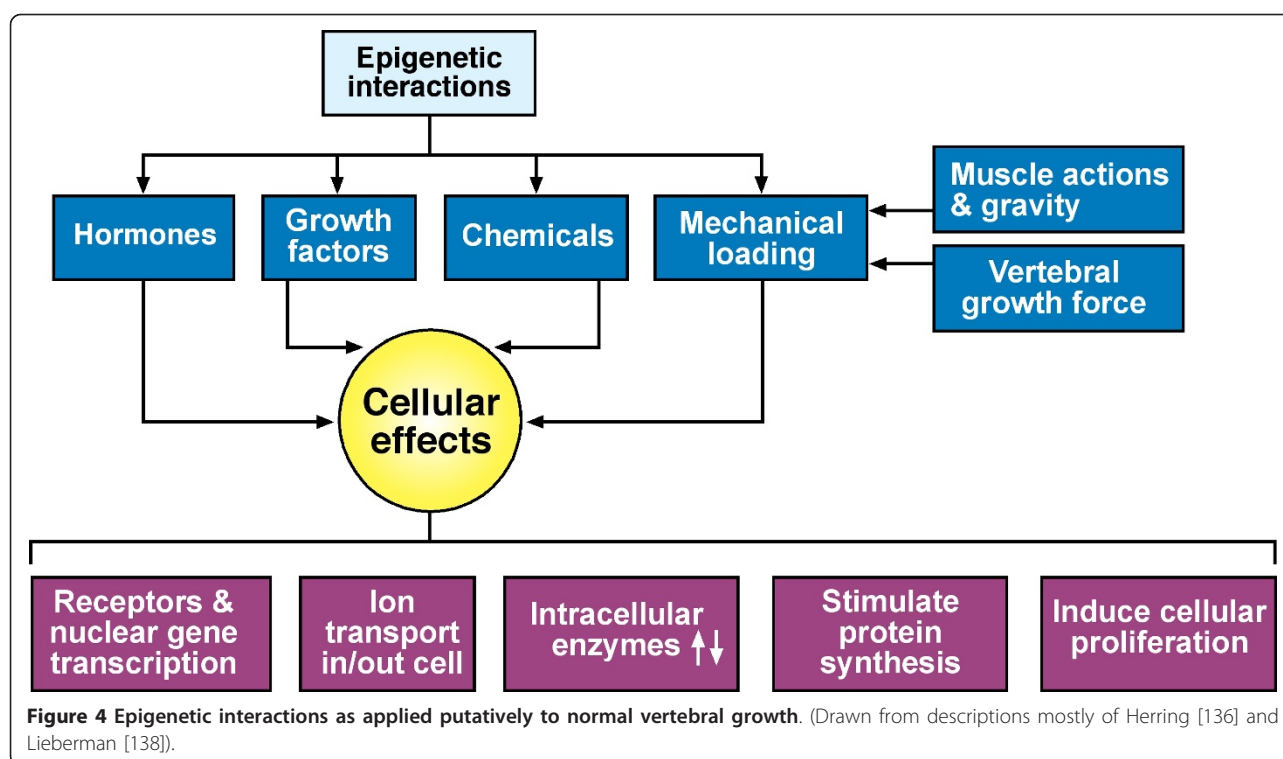 Epigenetic
interactions
Hormones
Growth
factors
Chemicals
Mechanical
loading
Muscle actions
& gravity
Vertebral
growth force
Cellular
effects
Receptors &
nuclear gene
transcription
Ion
transport
in/out cell
Intracellular
enzymes ↑↓
Stimulate
protein
synthesis
Induce cellular
proliferation
Figure 4 Epigenetic interactions as applied putatively to normal vertebral growth. (Drawn from descriptions mostly of Herring [136] and
Lieberman [138]).